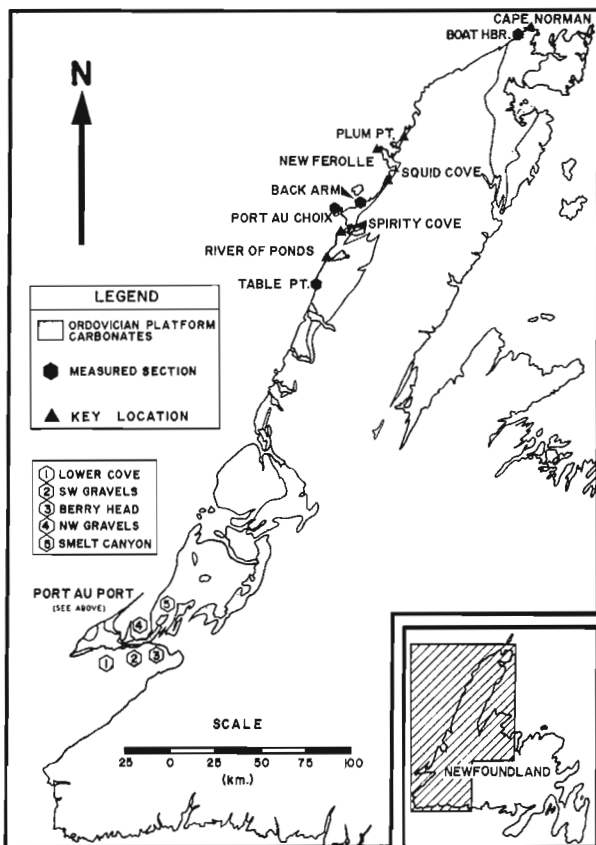 CAPE NORMAN
BOAT HBR.
N
PLUM PT.
NEW FEROLLE
SQUID COVE
BACK ARM
PORT AU CHOIX
SPIRITY COVE
RIVER OF PONDS
TABLE PT.
LEGEND
ORDOVICIAN PLATFORM
CARBONATES
MEASURED SECTION
KEY LOCATION
1 LOWER COVE
2 SW GRAVELS
3 BERRY HEAD
4 NW GRAVELS
5 SMELT CANYON
PORT AU PORT
(SEE ABOVE)
5
4
1 2 3
SCALE
25 0 25 50 100
(km.)
NEWFOUNDLAND